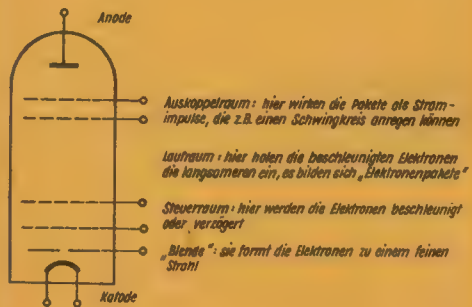 Anode
Auskoppelraum: hier wirken die Pakete als Strom-
impulse, die z.B. einen Schwingkreis anregen können
Laufraum: hier holen die beschleunigten Elektronen
die langsameren ein, es bilden sich „Elektronenpakete"
Steuerraum: hier werden die Elektronen beschleunigt
oder verzögert
„Blende": sie formt die Elektronen zu einem feinen
Strahl
Katode